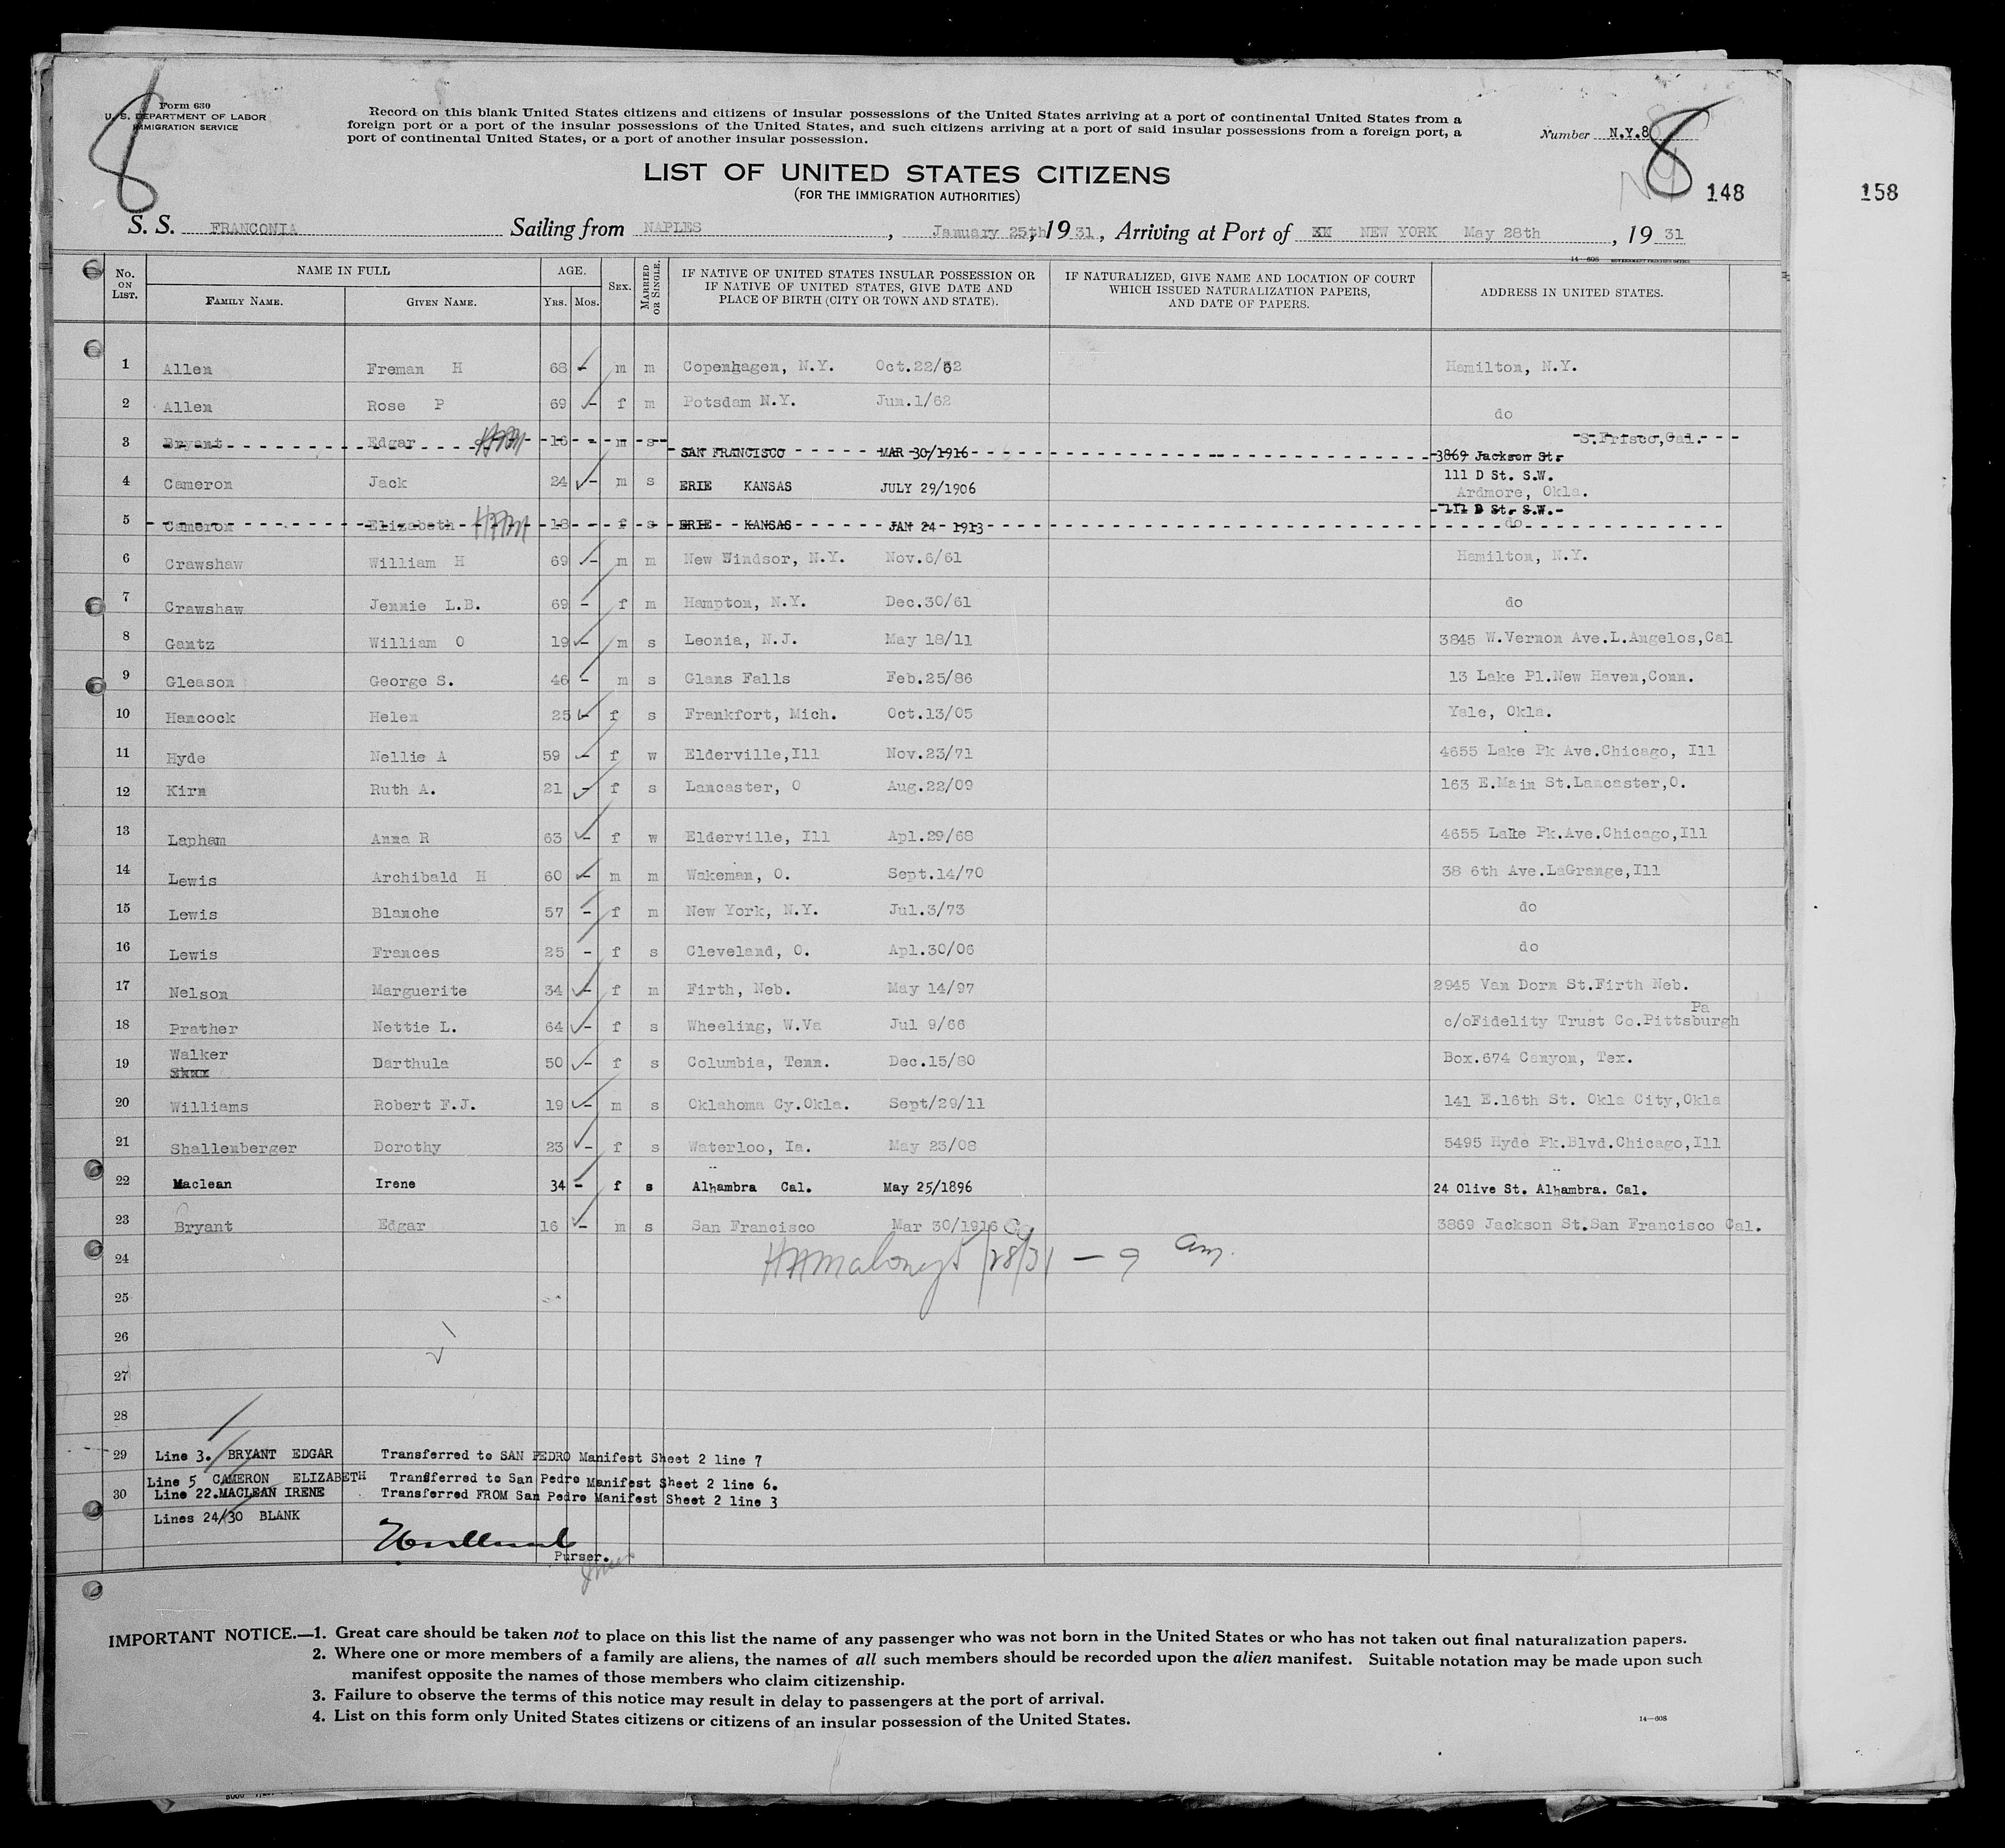 Form 630
U. S. DEPARTMENT OF LABOR
IMMIGRATION SERVICE
8
Record on this blank United States citizens and citizens of insular possessions of the United States arriving at a port of continental United States from a
foreign port or a port of the insular possessions of the United States, and such citizens arriving at a port of said insular possessions from a foreign port, a
port of continental United States, or a port of another insular possession.
Number N.Y.8
8
NY
148
158
LIST OF UNITED STATES CITIZENS
(FOR THE IMMIGRATION AUTHORITIES)
S. S. FRANCONIA Sailing from NAPLES, January 25th, 1931, Arriving at Port of NEW YORK May 28th, 1931
14-608 GOVERNMENT PRINTING OFFICE
No. ON LIST. NAME IN FULL FAMILY NAME. GIVEN NAME. AGE. Yrs. Mos. SEX. MARRIED OR SINGLE. IF NATIVE OF UNITED STATES INSULAR POSSESSION OR IF NATIVE OF UNITED STATES, GIVE DATE AND PLACE OF BIRTH (CITY OR TOWN AND STATE). IF NATURALIZED, GIVE NAME AND LOCATION OF COURT WHICH ISSUED NATURALIZATION PAPERS, AND DATE OF PAPERS. ADDRESS IN UNITED STATES.
1 Allen Freman H 68 - m m Copenhagen, N.Y. Oct.22/62 Hamilton, N.Y.
2 Allen Rose P 69 - f m Potsdam N.Y. Jun.1/62 do
3 Bryant Edgar HAM 16 - m s SAN FRANCISCO MAR 30/1916 S.Frisco,Cal. 3869 Jackson St.
4 Cameron Jack 24 - m s ERIE KANSAS JULY 29/1906 111 D St. S.W. Ardmore, Okla.
5 Cameron Elizabeth HAM 18 - f s ERIE KANSAS JAN 24 1913 111 D St. S.W. do
6 Crawshaw William H 69 - m m New Windsor, N.Y. Nov.6/61 Hamilton, N.Y.
7 Crawshaw Jennie L.B. 69 - f m Hampton, N.Y. Dec.30/61 do
8 Gantz William O 19 - m s Leonia, N.J. May 18/11 3845 W.Vernon Ave.L.Angelos,Cal
9 Gleason George S. 46 - m s Glans Falls Feb.25/86 13 Lake Pl.New Haven,Conn.
10 Hancock Helen 25 - f s Frankfort, Mich. Oct.13/05 Yale, Okla.
11 Hyde Nellie A 59 - f w Elderville,Ill Nov.23/71 4655 Lake Pk Ave.Chicago, Ill
12 Kirn Ruth A. 21 - f s Lancaster, O Aug.22/09 163 E.Main St.Lancaster,O.
13 Lapham Anna R 63 - f w Elderville, Ill Apl.29/68 4655 Lake Pk.Ave.Chicago,Ill
14 Lewis Archibald H 60 - m m Wakeman, O. Sept.14/70 38 6th Ave.LaGrange,Ill
15 Lewis Blanche 57 - f m New York, N.Y. Jul.3/73 do
16 Lewis Frances 25 - f s Cleveland, O. Apl.30/06 do
17 Nelson Marguerite 34 - f m Firth, Neb. May 14/97 2945 Van Dorn St.Firth Neb.
18 Prather Nettie L. 64 - f s Wheeling, W.Va Jul 9/66 c/oFidelity Trust Co.Pittsburgh Pa
19 Walker Darthula 50 - f s Columbia, Tenn. Dec.15/80 Box.674 Canyon, Tex.
20 Williams Robert F.J. 19 - m s Oklahoma Cy.Okla. Sept/29/11 141 E.16th St. Okla City,Okla
21 Shallenberger Dorothy 23 - f s Waterloo, Ia. May 23/08 5495 Hyde Pk.Blvd.Chicago,Ill
22 Maclean Irene 34 - f s Alhambra Cal. May 25/1896 24 Olive St. Alhambra. Cal.
23 Bryant Edgar 16 - m s San Francisco Mar 30/1916 3869 Jackson St.San Francisco Cal.
24 HAMaloney 5/28/31 - 9 am.
25
26
27
28
29 Line 3. BRYANT EDGAR Transferred to SAN PEDRO Manifest Sheet 2 line 7
Line 5 CAMERON ELIZABETH Transferred to San Pedro Manifest Sheet 2 line 6.
30 Line 22.MACLEAN IRENE Transferred FROM San Pedro Manifest Sheet 2 line 3
Lines 24/30 BLANK
Purser.
IMPORTANT NOTICE.—1. Great care should be taken not to place on this list the name of any passenger who was not born in the United States or who has not taken out final naturalization papers.
2. Where one or more members of a family are aliens, the names of all such members should be recorded upon the alien manifest. Suitable notation may be made upon such
manifest opposite the names of those members who claim citizenship.
3. Failure to observe the terms of this notice may result in delay to passengers at the port of arrival.
4. List on this form only United States citizens or citizens of an insular possession of the United States.
14—608